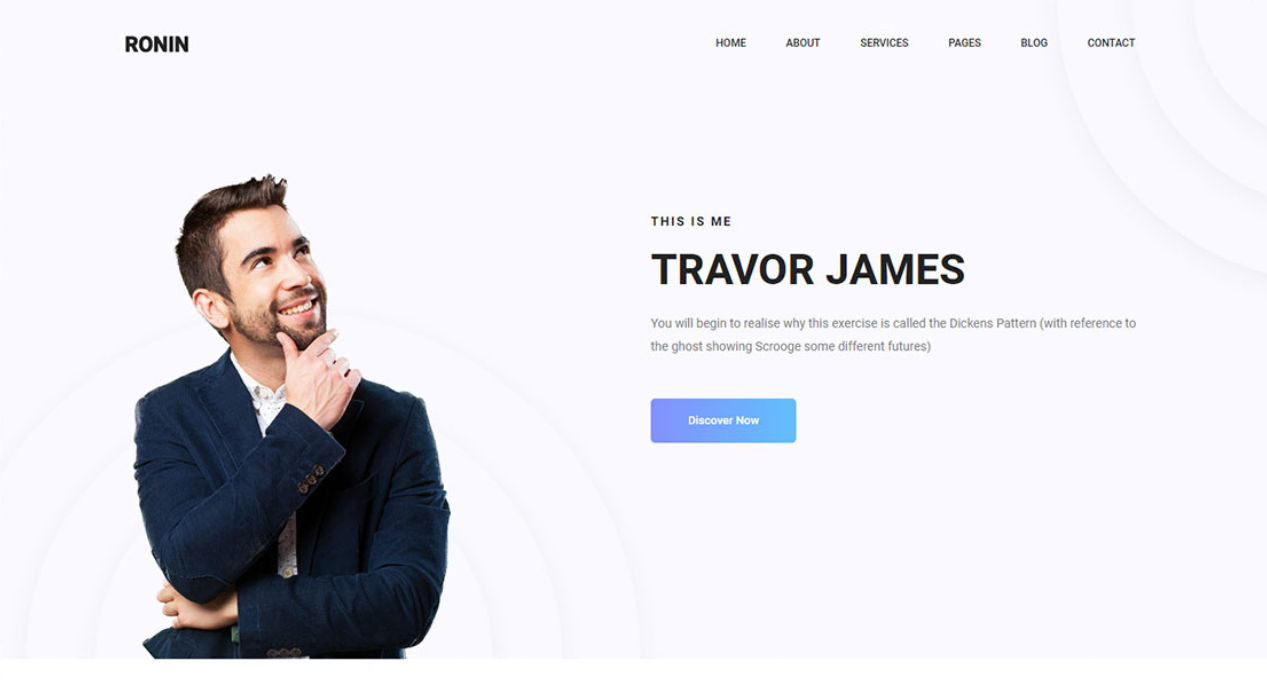 RONIN
HOME ABOUT SERVICES PAGES BLOG CONTACT
THIS IS ME
TRAVOR JAMES
You will begin to realise why this exercise is called the Dickens Pattern (with reference to
the ghost showing Scrooge some different futures)
Discover Now